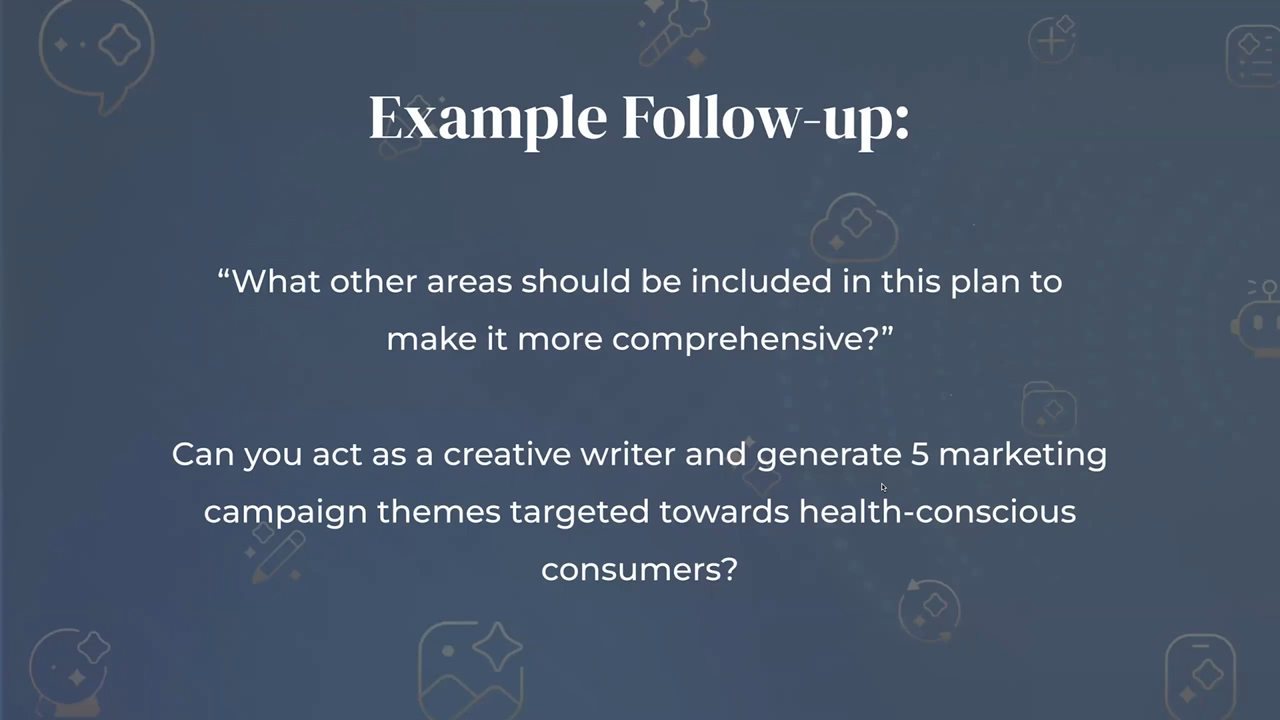 Example Follow-up:
“What other areas should be included in this plan to
make it more comprehensive?”
Can you act as a creative writer and generate 5 marketing
campaign themes targeted towards health-conscious
consumers?